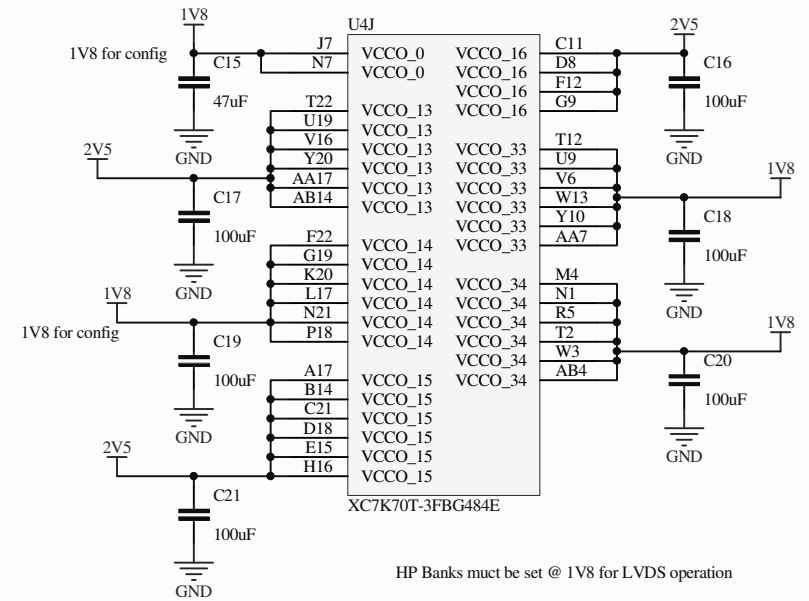 1V8
U4J
2V5
1V8 for config
C15
47uF
GND
J7 VCCO_0
N7 VCCO_0
VCCO_16 C11
VCCO_16 D8
VCCO_16 F12
VCCO_16 G9
C16
100uF
GND
2V5
T22 VCCO_13
U19 VCCO_13
V16 VCCO_13
Y20 VCCO_13
AA17 VCCO_13
AB14 VCCO_13
C17
100uF
GND
VCCO_33 T12
VCCO_33 U9
VCCO_33 V6
VCCO_33 W13
VCCO_33 Y10
VCCO_33 AA7
1V8
C18
100uF
GND
1V8
1V8 for config
F22 VCCO_14
G19 VCCO_14
K20 VCCO_14
L17 VCCO_14
N21 VCCO_14
P18 VCCO_14
C19
100uF
GND
VCCO_34 M4
VCCO_34 N1
VCCO_34 R5
VCCO_34 T2
VCCO_34 W3
VCCO_34 AB4
1V8
C20
100uF
GND
2V5
A17 VCCO_15
B14 VCCO_15
C21 VCCO_15
D18 VCCO_15
E15 VCCO_15
H16 VCCO_15
C21
100uF
GND
XC7K70T-3FBG484E
HP Banks muct be set @ 1V8 for LVDS operation